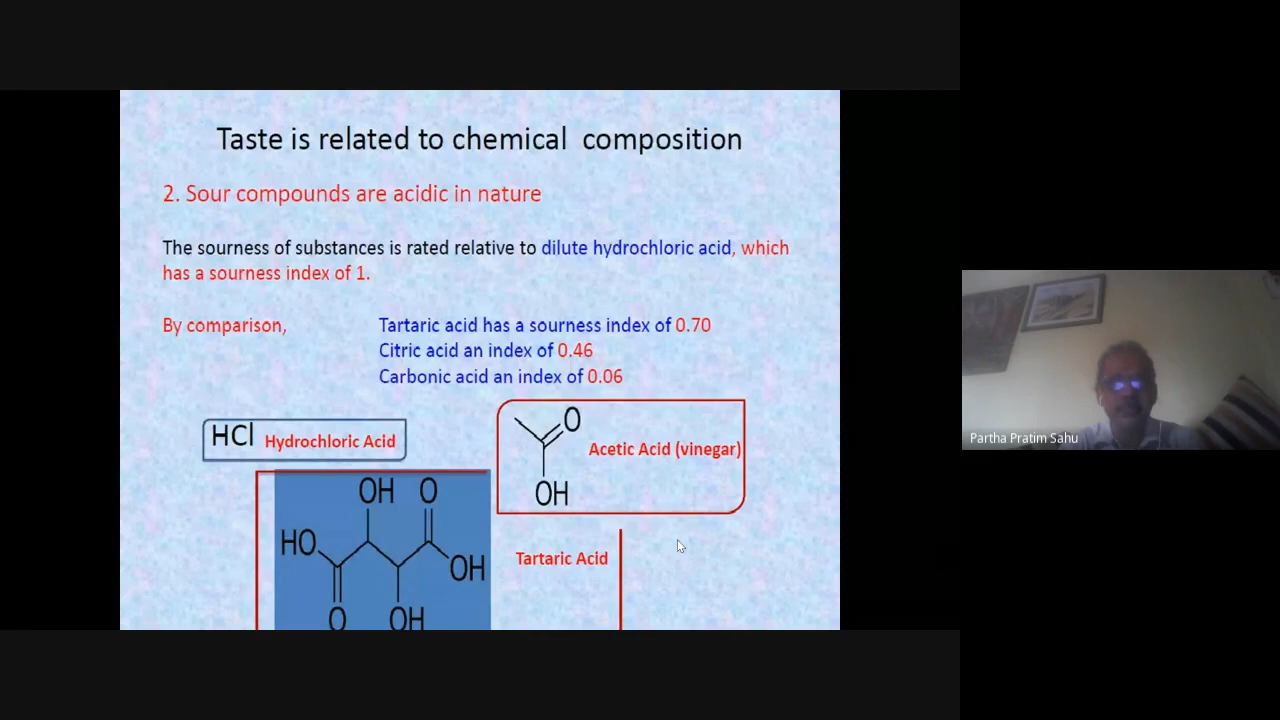 Taste is related to chemical composition
2. Sour compounds are acidic in nature
The sourness of substances is rated relative to dilute hydrochloric acid, which
has a sourness index of 1.
By comparison,
Tartaric acid has a sourness index of 0.70
Citric acid an index of 0.46
Carbonic acid an index of 0.06
HCl Hydrochloric Acid
O
Acetic Acid (vinegar)
OH
OH O
HO
OH
O OH
Tartaric Acid
Partha Pratim Sahu